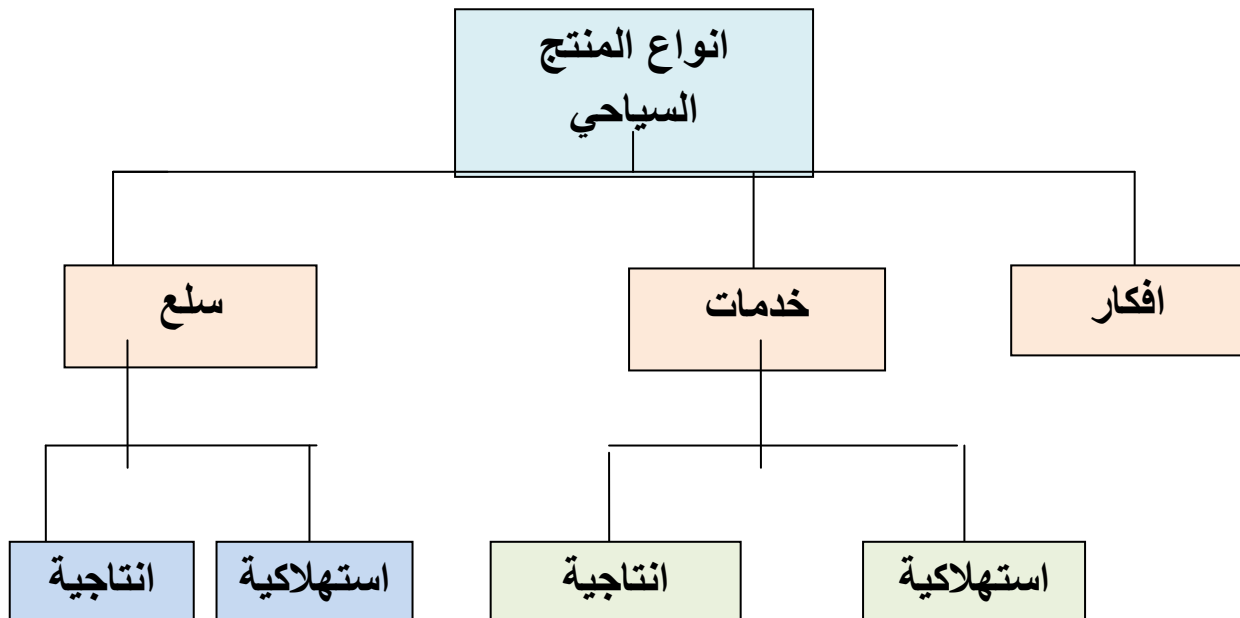 انواع المنتج
السياحي
افكار
خدمات
سلع
استهلاكية
انتاجية
استهلاكية
انتاجية